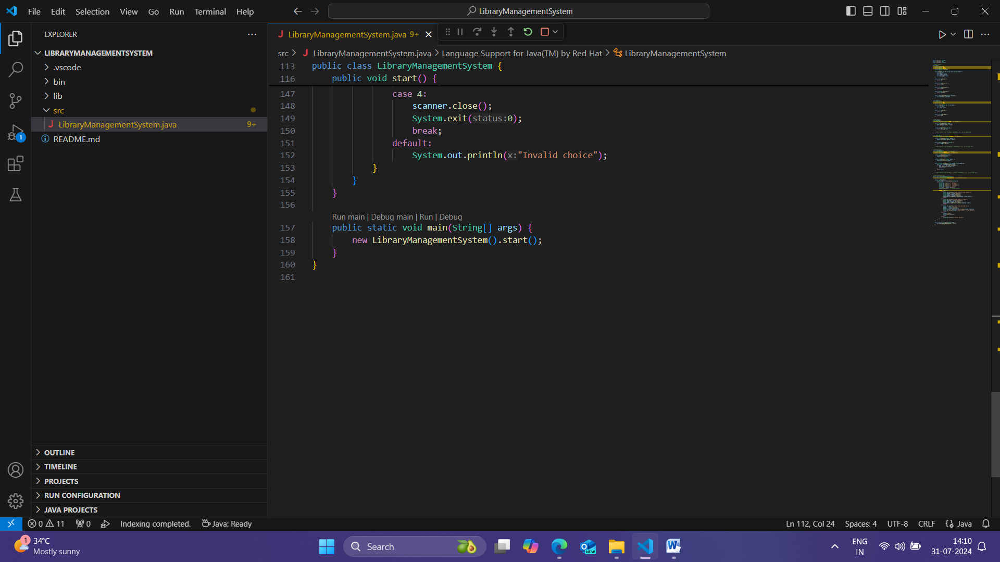 File Edit Selection View Go Run Terminal Help
LibraryManagementSystem
EXPLORER
LIBRARYMANAGEMENTSYSTEM
.vscode
bin
lib
src
LibraryManagementSystem.java 9+
README.md
OUTLINE
TIMELINE
PROJECTS
RUN CONFIGURATION
JAVA PROJECTS
1
LibraryManagementSystem.java 9+
src > LibraryManagementSystem.java > Language Support for Java(TM) by Red Hat > LibraryManagementSystem
113 public class LibraryManagementSystem {
116 public void start() {
147 case 4:
148 scanner.close();
149 System.exit(status:0);
150 break;
151 default:
152 System.out.println(x:"Invalid choice");
153 }
154 }
155 }
156
Run main | Debug main | Run | Debug
157 public static void main(String[] args) {
158 new LibraryManagementSystem().start();
159 }
160 }
161
0 11 0 Indexing completed. Java: Ready
Ln 112, Col 24 Spaces: 4 UTF-8 CRLF {} Java
1
34°C
Mostly sunny
Search
NEW
ENG
IN
14:10
31-07-2024